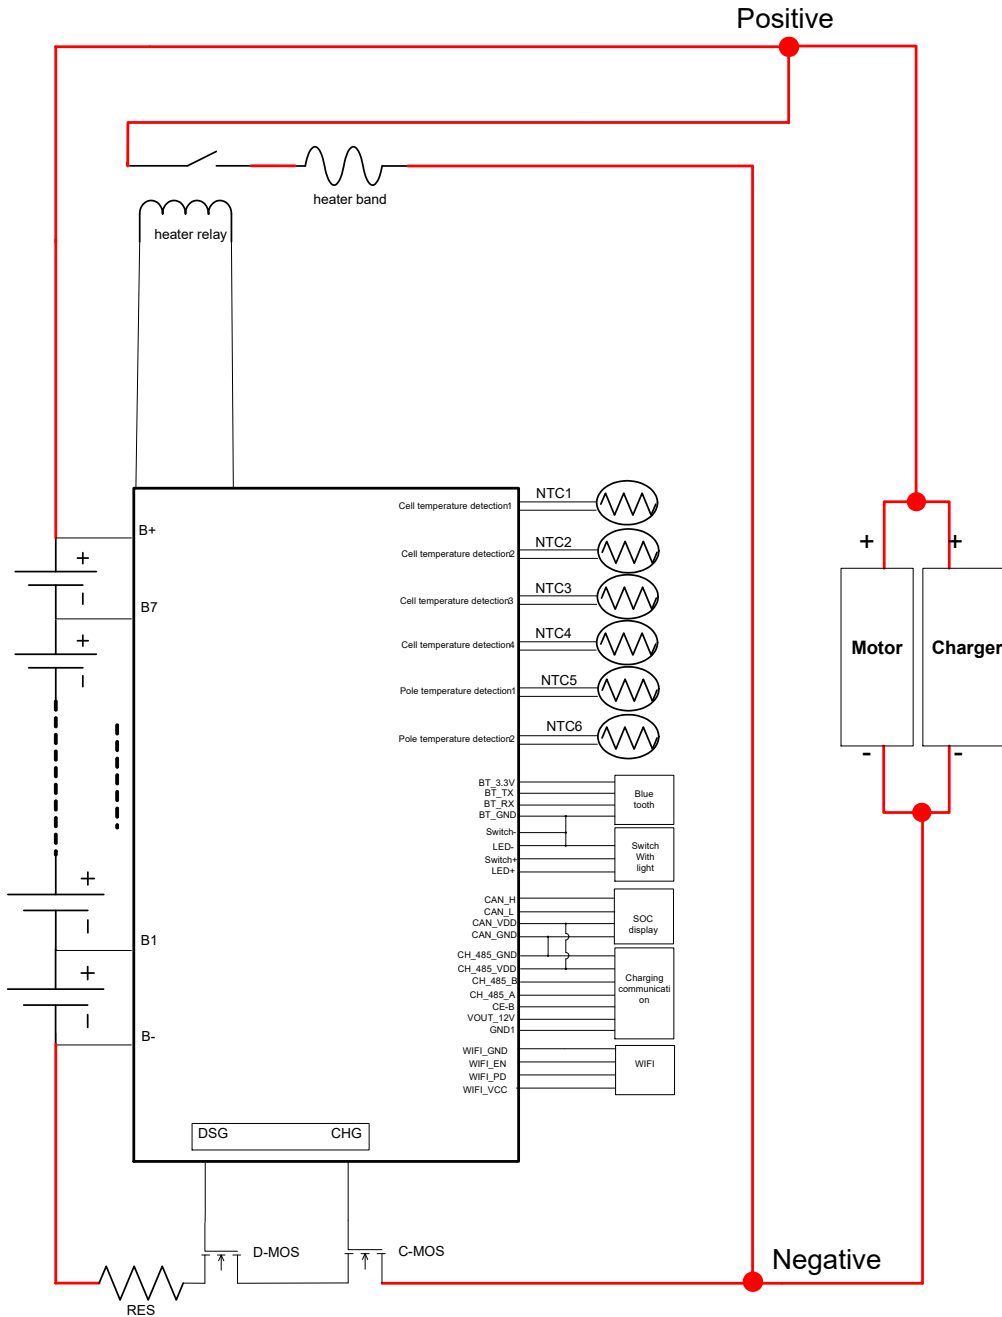 Positive
heater band
heater relay
B+
+
B7
+
+
B1
+
B-
Cell temperature detection1
NTC1
Cell temperature detection2
NTC2
Cell temperature detection3
NTC3
Cell temperature detection4
NTC4
Pole temperature detection1
NTC5
Pole temperature detection2
NTC6
BT_3.3V
BT_TX
BT_RX
BT_GND
Blue
tooth
Switch-
LED-
Switch+
LED+
Switch
With
light
CAN_H
CAN_L
CAN_VDD
CAN_GND
SOC
display
CH_485_GND
CH_485_VDD
CH_485_B
CH_485_A
CE-B
VOUT_12V
GND1
Charging
communicati
on
WIFI_GND
WIFI_EN
WIFI_PD
WIFI_VCC
WIFI
+
+
Motor
Charger
-
-
DSG
CHG
D-MOS
C-MOS
RES
Negative